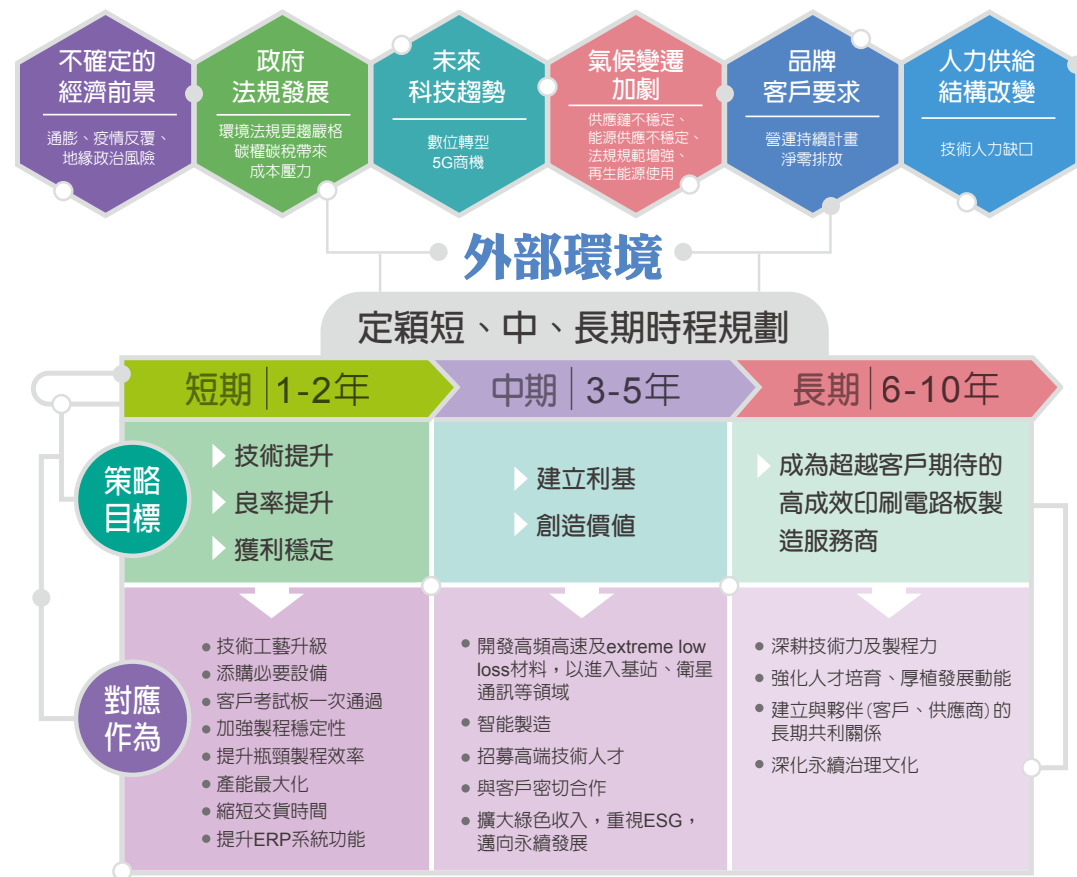 不確定的
經濟前景
通膨、疫情反覆、
地緣政治風險
政府
法規發展
環境法規更趨嚴格
碳權碳稅帶來
成本壓力
未來
科技趨勢
數位轉型
5G商機
氣候變遷
加劇
供應鏈不穩定、
能源供應不穩定、
法規規範增強、
再生能源使用
品牌
客戶要求
營運持續計畫
淨零排放
人力供給
結構改變
技術人力缺口
外部環境
定穎短、中、長期時程規劃
短期|1-2年
中期|3-5年
長期|6-10年
策略
目標
技術提升
良率提升
獲利穩定
建立利基
創造價值
成為超越客戶期待的
高成效印刷電路板製
造服務商
對應
作為
• 技術工藝升級
• 添購必要設備
• 客戶考試板一次通過
• 加強製程穩定性
• 提升瓶頸製程效率
• 產能最大化
• 縮短交貨時間
• 提升ERP系統功能
• 開發高頻高速及extreme low
loss材料，以進入基站、衛星
通訊等領域
• 智能製造
• 招募高端技術人才
• 與客戶密切合作
• 擴大綠色收入，重視ESG，
邁向永續發展
• 深耕技術力及製程力
• 強化人才培育、厚植發展動能
• 建立與夥伴(客戶、供應商)的
長期共利關係
• 深化永續治理文化